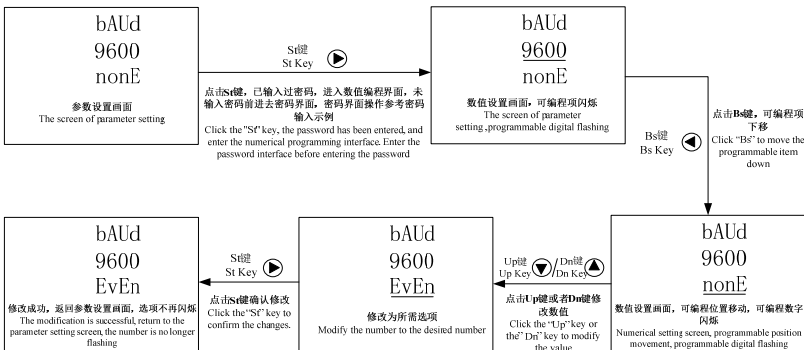 bAUd
9600
nonE
参数设置画面
The screen of parameter setting
St键
St Key
点击St键，已输入过密码，进入数值编程界面，未
输入密码前进去密码界面，密码界面操作参考密码
输入示例
Click the "St" key, the password has been entered, and
enter the numerical programming interface. Enter the
password interface before entering the password
bAUd
9600
nonE
数值设置画面，可编程项闪烁
The screen of parameter
setting ,programmable digital flashing
Bs键
Bs Key
点击Bs键，可编程项
下移
Click "Bs" to move the
programmable item
down
bAUd
9600
nonE
数值设置画面，可编程位置移动，可编程数字
闪烁
Numerical setting screen, programmable position
movement, programmable digital flashing
Up键 / Dn键
Up Key Dn Key
点击Up键或者Dn键修
改数值
Click the "Up" key or
the" Dn" key to modify
the value
bAUd
9600
EvEn
修改为所需选项
Modify the number to the desired number
St键
St Key
点击St键确认修改
Click the "St" key to
confirm the changes.
bAUd
9600
EvEn
修改成功，返回参数设置画面，选项不再闪烁
The modification is successful, return to the
parameter setting screen, the number is no longer
flashing